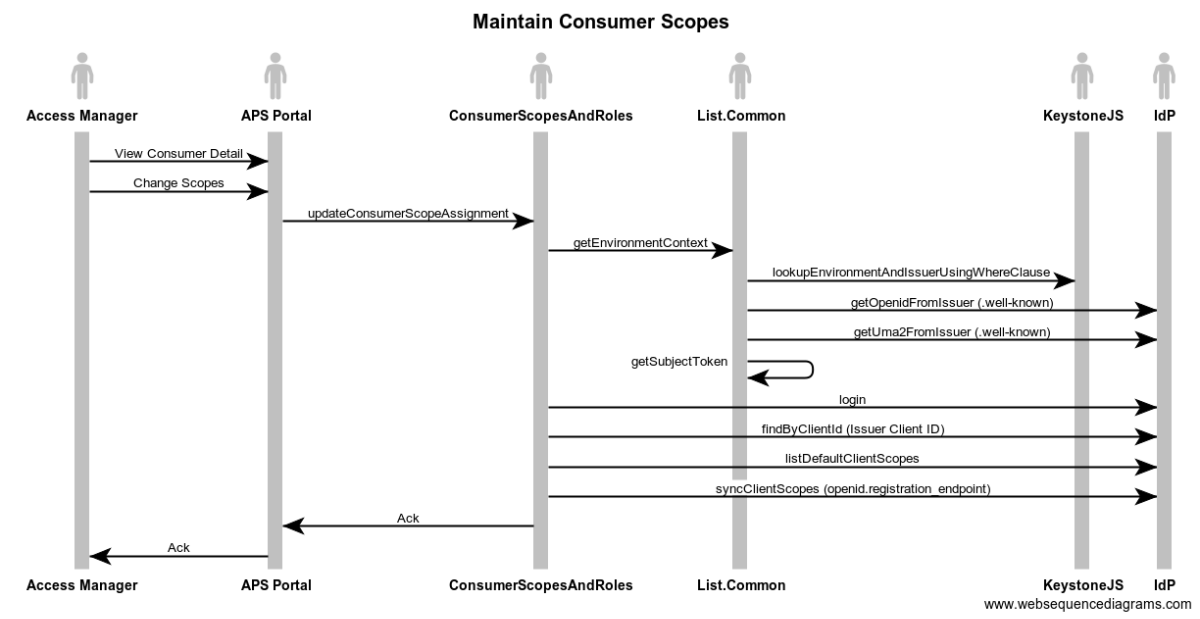 Maintain Consumer Scopes
Access Manager APS Portal ConsumerScopesAndRoles List.Common KeystoneJS IdP
View Consumer Detail
Change Scopes
updateConsumerScopeAssignment
getEnvironmentContext
lookupEnvironmentAndIssuerUsingWhereClause
getOpenidFromIssuer (.well-known)
getUma2FromIssuer (.well-known)
getSubjectToken
login
findByClientId (Issuer Client ID)
listDefaultClientScopes
syncClientScopes (openid.registration_endpoint)
Ack
Ack
Access Manager APS Portal ConsumerScopesAndRoles List.Common KeystoneJS IdP
www.websequencediagrams.com